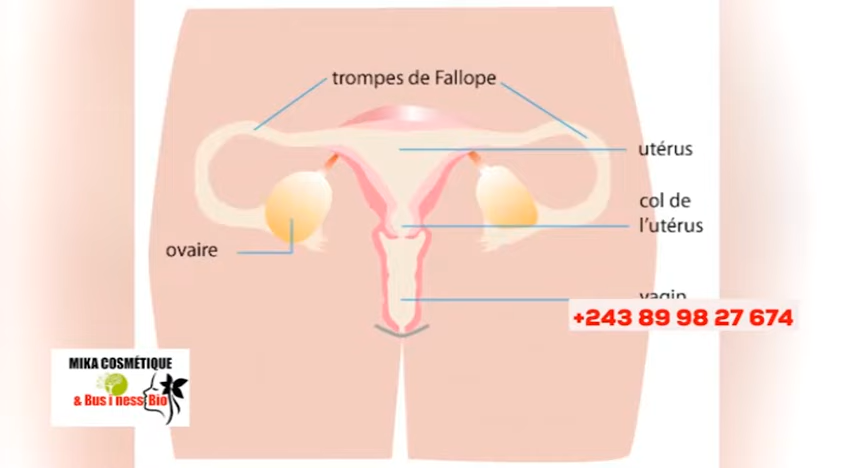 trompes de Fallope
utérus
col de
l'utérus
ovaire
vagin
+243 89 98 27 674
MIKA COSMÉTIQUE
& Bus i ness Bio